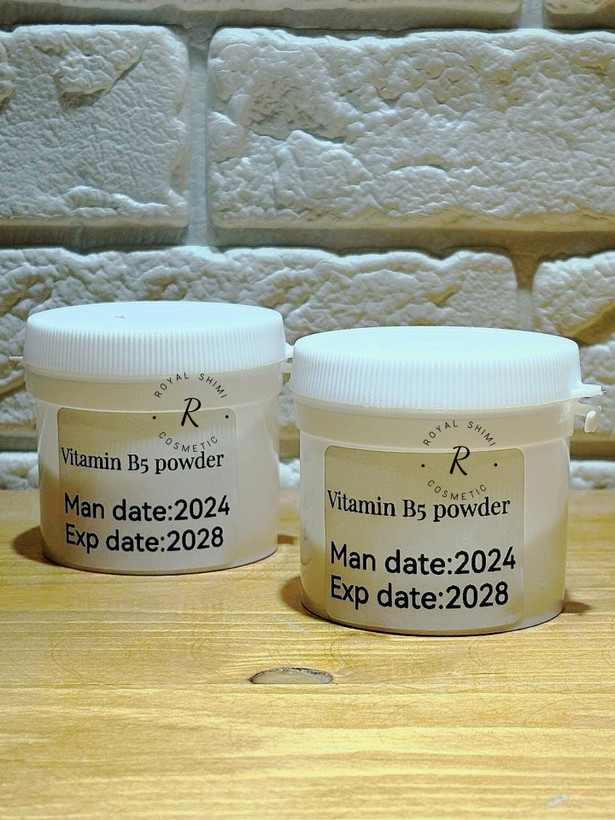 ROYAL SHIMI
R
COSMETIC
Vitamin B5 powder
Man date:2024
Exp date:2028
ROYAL SHIMI
R
COSMETIC
Vitamin B5 powder
Man date:2024
Exp date:2028